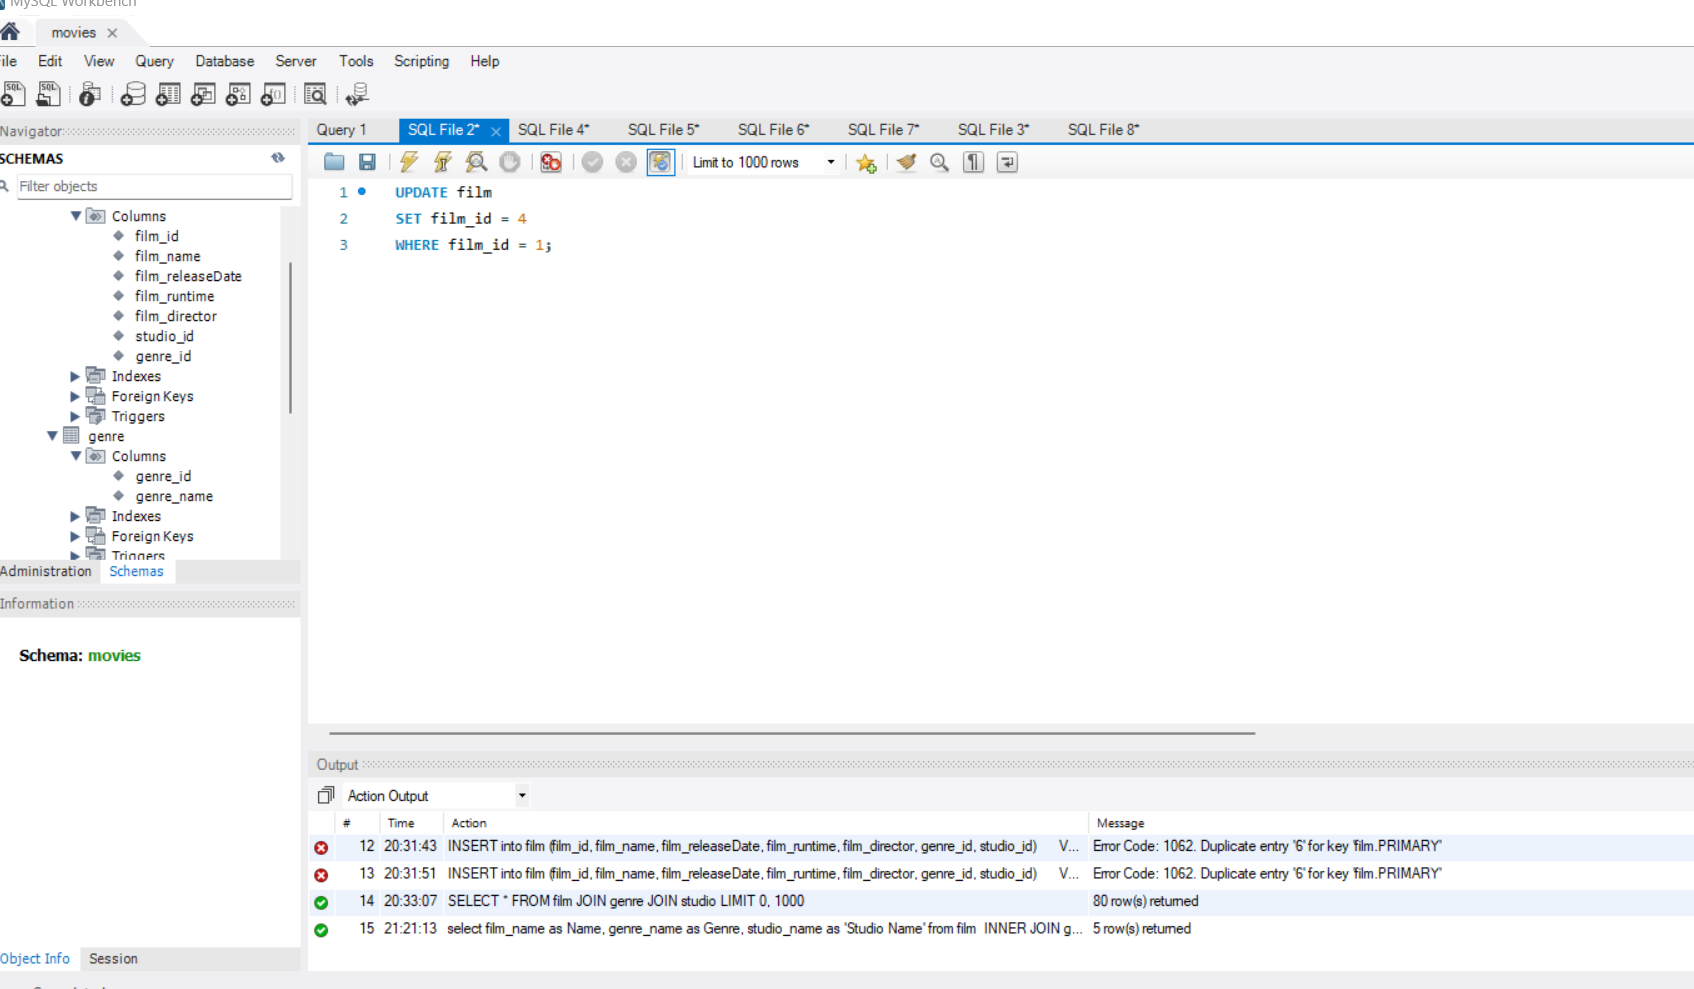 MySQL Workbench
movies
File Edit View Query Database Server Tools Scripting Help
Navigator
SCHEMAS
Filter objects
Columns
film_id
film_name
film_releaseDate
film_runtime
film_director
studio_id
genre_id
Indexes
Foreign Keys
Triggers
genre
Columns
genre_id
genre_name
Indexes
Foreign Keys
Triggers
Administration Schemas
Information
Schema: movies
Object Info Session
Query 1 SQL File 2* SQL File 4* SQL File 5* SQL File 6* SQL File 7* SQL File 3* SQL File 8*
Limit to 1000 rows
1 UPDATE film
2 SET film_id = 4
3 WHERE film_id = 1;
Output
Action Output
# Time Action Message
12 20:31:43 INSERT into film (film_id, film_name, film_releaseDate, film_runtime, film_director, genre_id, studio_id) V... Error Code: 1062. Duplicate entry '6' for key 'film.PRIMARY'
13 20:31:51 INSERT into film (film_id, film_name, film_releaseDate, film_runtime, film_director, genre_id, studio_id) V... Error Code: 1062. Duplicate entry '6' for key 'film.PRIMARY'
14 20:33:07 SELECT * FROM film JOIN genre JOIN studio LIMIT 0, 1000 80 row(s) returned
15 21:21:13 select film_name as Name, genre_name as Genre, studio_name as 'Studio Name' from film INNER JOIN g... 5 row(s) returned